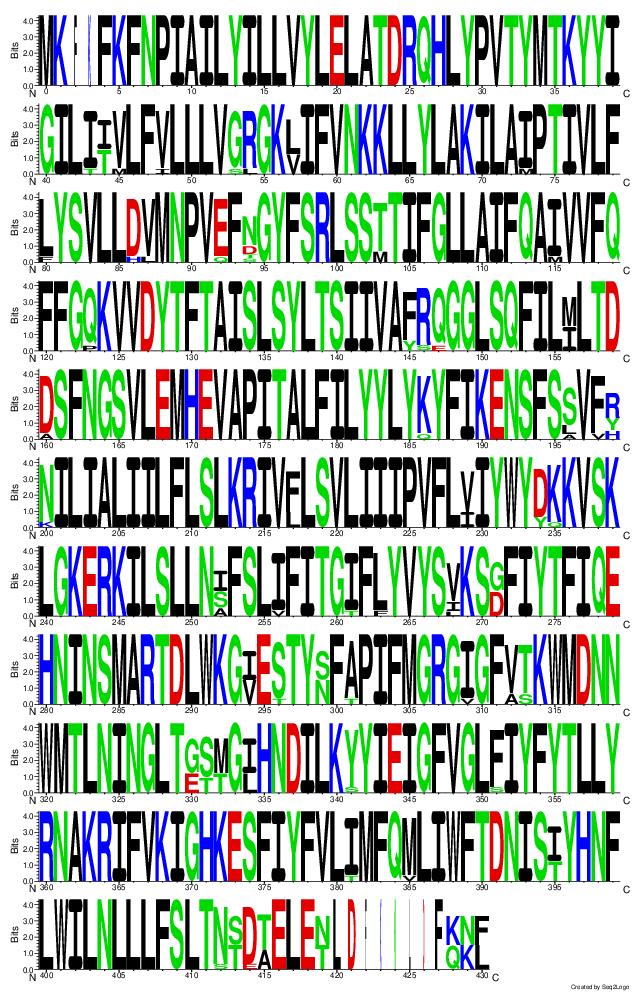 4.0 3.0 2.0 1.0 0.0 Bits
MKFKFNPIAILYILLVYLELATDRQHLYPVTYMTKYYI
N 0 5 10 15 20 25 30 35 C
4.0 3.0 2.0 1.0 0.0 Bits
GILIIVLFVLLLVGRGKLIFVNKKLLYLAKILAIPTIVLF
N 40 45 50 55 60 65 70 75 C
4.0 3.0 2.0 1.0 0.0 Bits
LYSVLLDVMNPVEFNGYFSRLSSTTIFGLLAIFQAIYVFQ
N 80 85 90 95 100 105 110 115 C
4.0 3.0 2.0 1.0 0.0 Bits
FFGQKVVDYTFTAISLSYLTSIIVAFRQGGLSQFILMLTD
N 120 125 130 135 140 145 150 155 C
4.0 3.0 2.0 1.0 0.0 Bits
DSFNGSVLEMHEVAPITALFILYYLYKYFIKENSFSSVFR
N 160 165 170 175 180 185 190 195 C
4.0 3.0 2.0 1.0 0.0 Bits
NILIALIILFLSLKRIVELSVLIIIPVFLVIYWYDKKVSK
N 200 205 210 215 220 225 230 235 C
4.0 3.0 2.0 1.0 0.0 Bits
LGKERKILSLLNIFSLIFITGIFLYVYSVKSGFIYTFIQE
N 240 245 250 255 260 265 270 275 C
4.0 3.0 2.0 1.0 0.0 Bits
HNINSMARTDLWKGIESTYSFAPIFMGRGIGFVTKWMDNN
N 280 285 290 295 300 305 310 315 C
4.0 3.0 2.0 1.0 0.0 Bits
WMTLNINGLTGSMGIHNDILKYYIEIGFVGLFIYFYTLLY
N 320 325 330 335 340 345 350 355 C
4.0 3.0 2.0 1.0 0.0 Bits
RNAKRIFVKIGHKESFIYFVLIMFQMLIWFTDNISIYHNF
N 360 365 370 375 380 385 390 395 C
4.0 3.0 2.0 1.0 0.0 Bits
LWILNLLLFSLTNSDTELENLDFKNE
N 400 405 410 415 420 425 430 C
Created by Seq2Logo